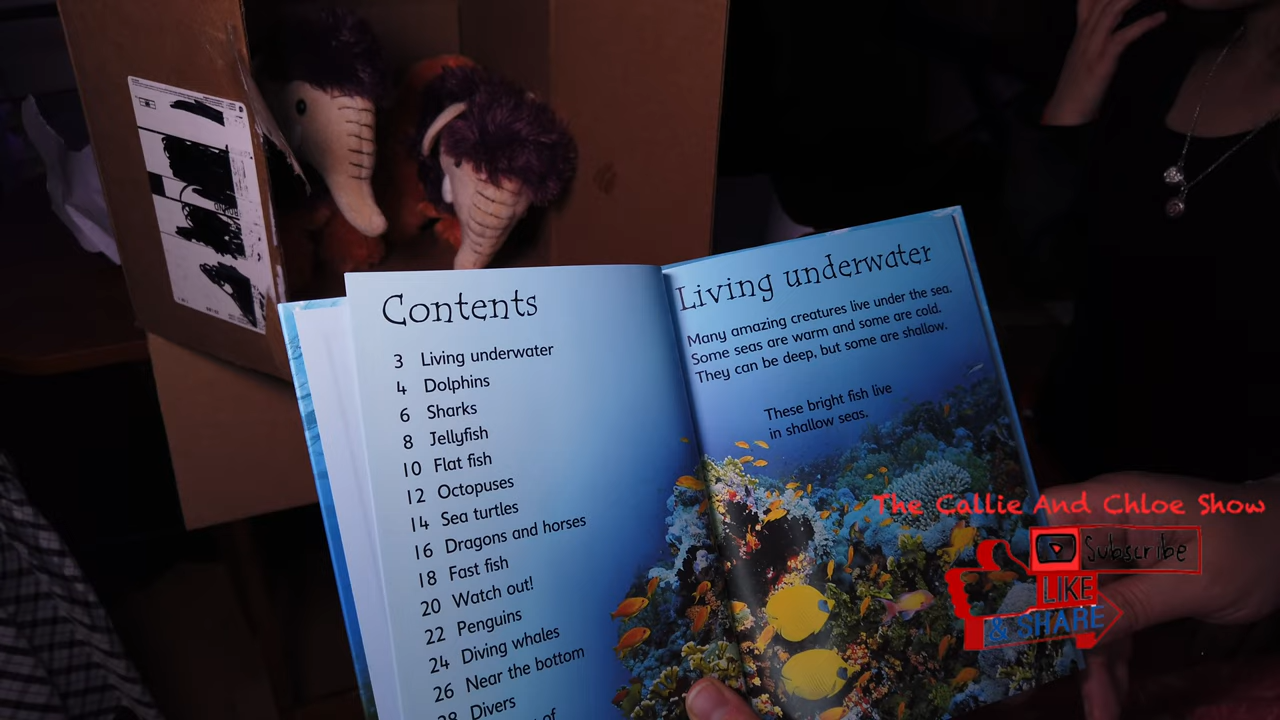 Contents
3 Living underwater
4 Dolphins
6 Sharks
8 Jellyfish
10 Flat fish
12 Octopuses
14 Sea turtles
16 Dragons and horses
18 Fast fish
20 Watch out!
22 Penguins
24 Diving whales
26 Near the bottom
28 Divers
of
Living underwater
Many amazing creatures live under the sea.
Some seas are warm and some are cold.
They can be deep, but some are shallow.
These bright fish live
in shallow seas.
The Callie And Chloe Show
Subscribe
LIKE
& SHARE